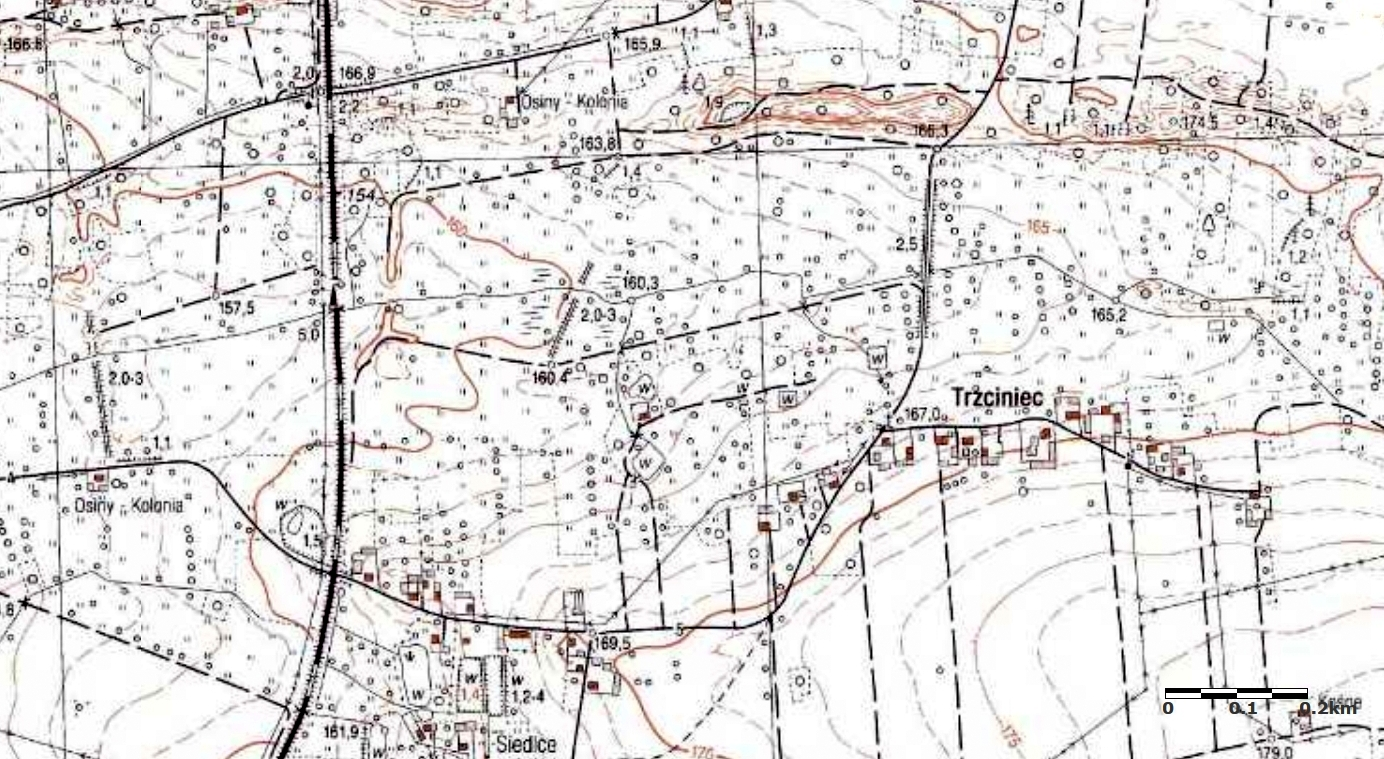 166.8
165,9
1,1
1,3
2,0
166,9
2,2
1,1
Osiny - Kolonia
1,9
1,1
174,5
1,4
163,8
166,3
1,4
1,1
1,1
154
160
165
2,5
1,2
160,3
157,5
2,0-3
165,2
1,1
5,0
W
W
160,4
2.0-3
W
W
W
Trzciniec
167,0
1,1
W
Osiny - Kolonia
W
1,5
.8
169,5
5
W
W
1.4
W
1,2-4
161,9
W
Siedlce
170
175
0
0.1
0.2km
179.0